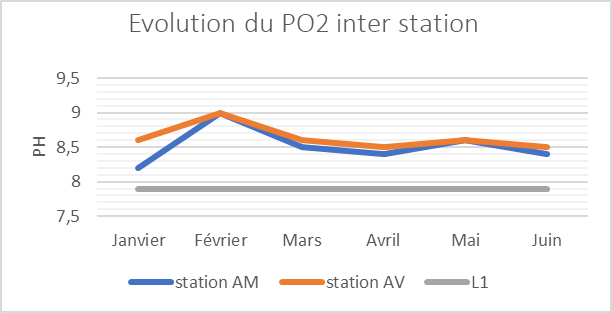 Evolution du PO2 inter station
PH
9,5
9
8,5
8
7,5
Janvier Février Mars Avril Mai Juin
station AM station AV L1